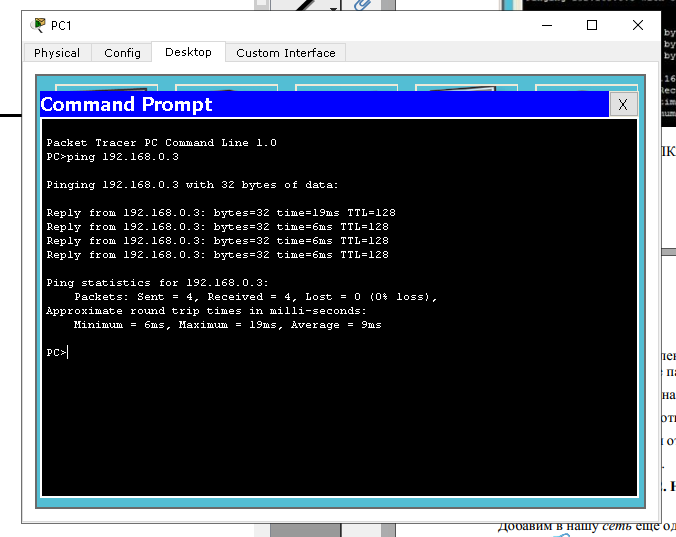 PC1
Physical Config Desktop Custom Interface
Command Prompt
X
Packet Tracer PC Command Line 1.0
PC>ping 192.168.0.3
Pinging 192.168.0.3 with 32 bytes of data:
Reply from 192.168.0.3: bytes=32 time=19ms TTL=128
Reply from 192.168.0.3: bytes=32 time=6ms TTL=128
Reply from 192.168.0.3: bytes=32 time=6ms TTL=128
Reply from 192.168.0.3: bytes=32 time=6ms TTL=128
Ping statistics for 192.168.0.3:
Packets: Sent = 4, Received = 4, Lost = 0 (0% loss),
Approximate round trip times in milli-seconds:
Minimum = 6ms, Maximum = 19ms, Average = 9ms
PC>
Добавим в нашу сеть еще од